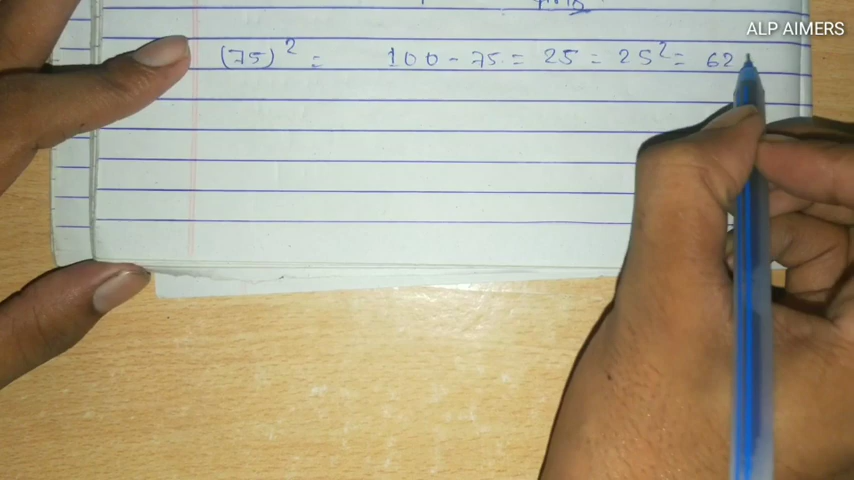 ALP AIMERS
(75)² = 100 - 75 = 25 = 25² = 62